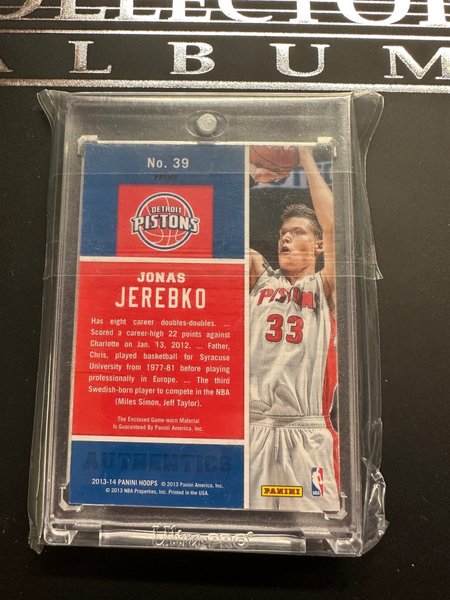 COLLECTOR
ALBUM
No. 39
PRIME
DETROIT
PISTONS
JONAS
JEREBKO
Has eight career doubles-doubles. ...
Scored a career-high 22 points against
Charlotte on Jan. 13, 2012. ... Father,
Chris, played basketball for Syracuse
University from 1977-81 before playing
professionally in Europe. ... The third
Swedish-born player to compete in the NBA
(Miles Simon, Jeff Taylor).
The Enclosed Game-worn Material
Is Guaranteed By Panini America, Inc.
AUTHENTICS
2013-14 PANINI HOOPS © 2013 Panini America, Inc.
© 2013 NBA Properties, Inc. Printed in the USA.
PISTONS
33
PANINI
NBA
Ultra PRO